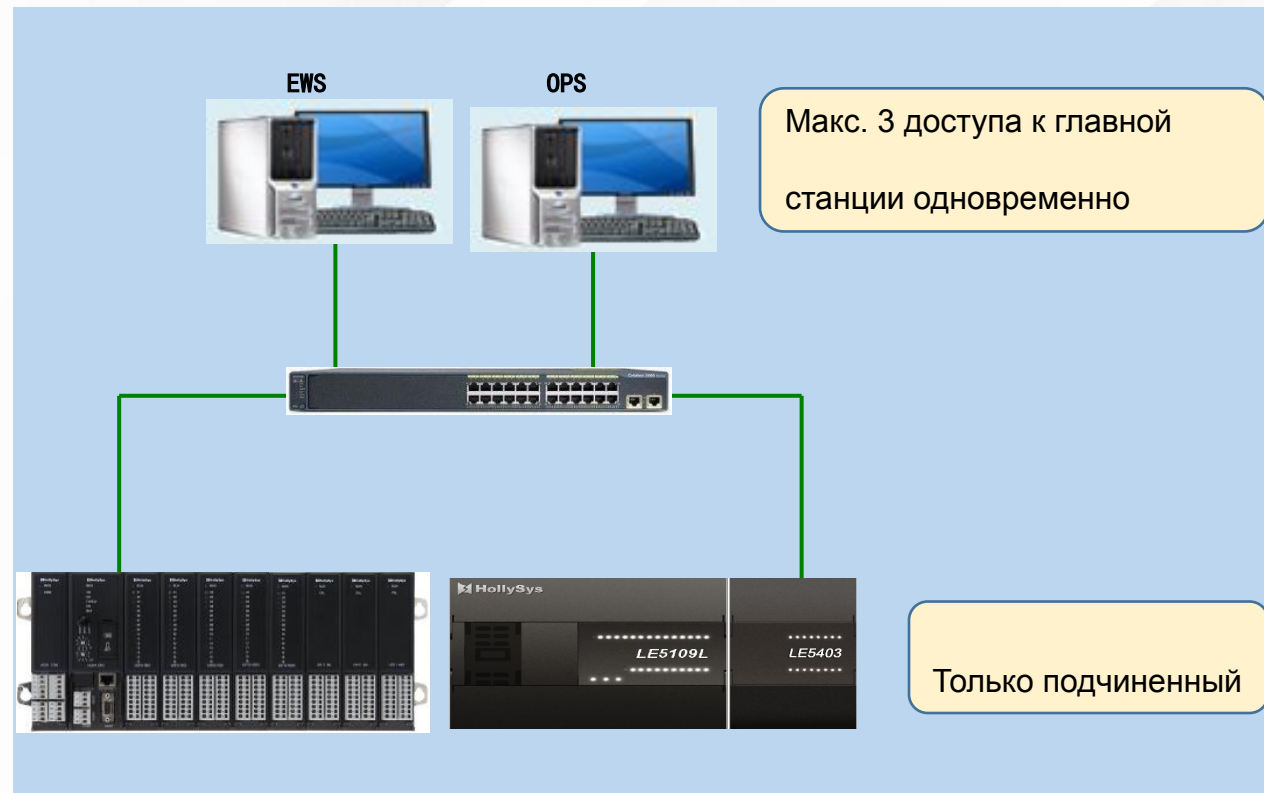 EWS
OPS
Макс. 3 доступа к главной
станции одновременно
HollySys
LE5109L
LE5403
Только подчиненный